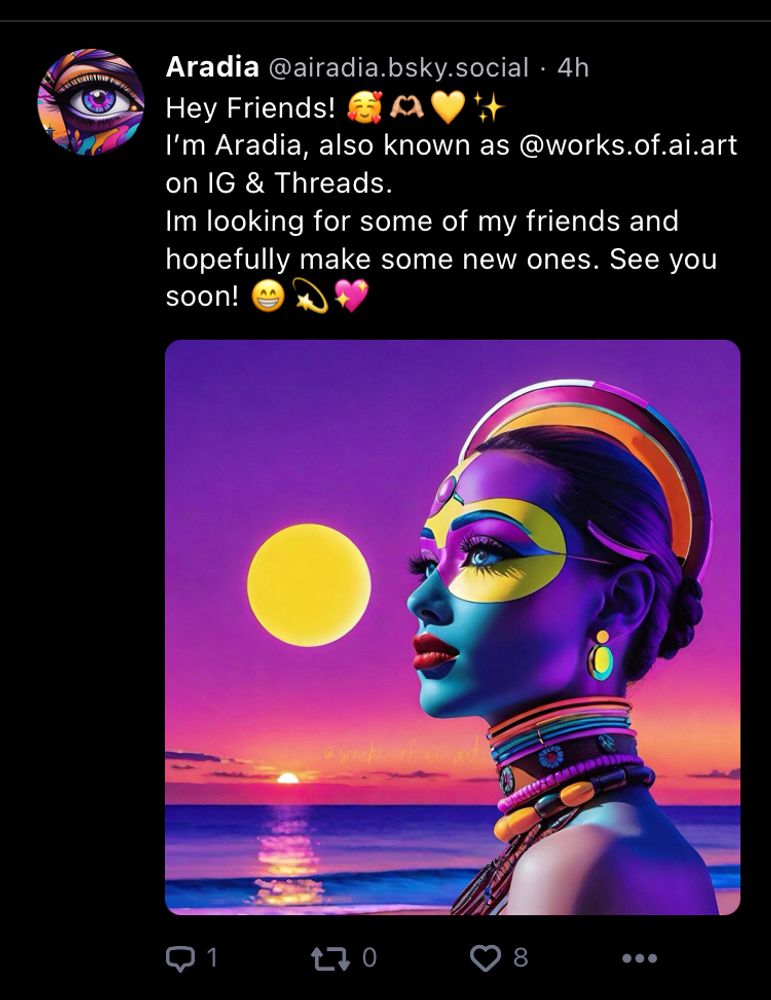 Aradia @airadia.bsky.social · 4h
Hey Friends! 🥰🫶🏽💛✨
I’m Aradia, also known as @works.of.ai.art
on IG & Threads.
Im looking for some of my friends and
hopefully make some new ones. See you
soon! 😁💫💖
@works of ai art
1 0 8